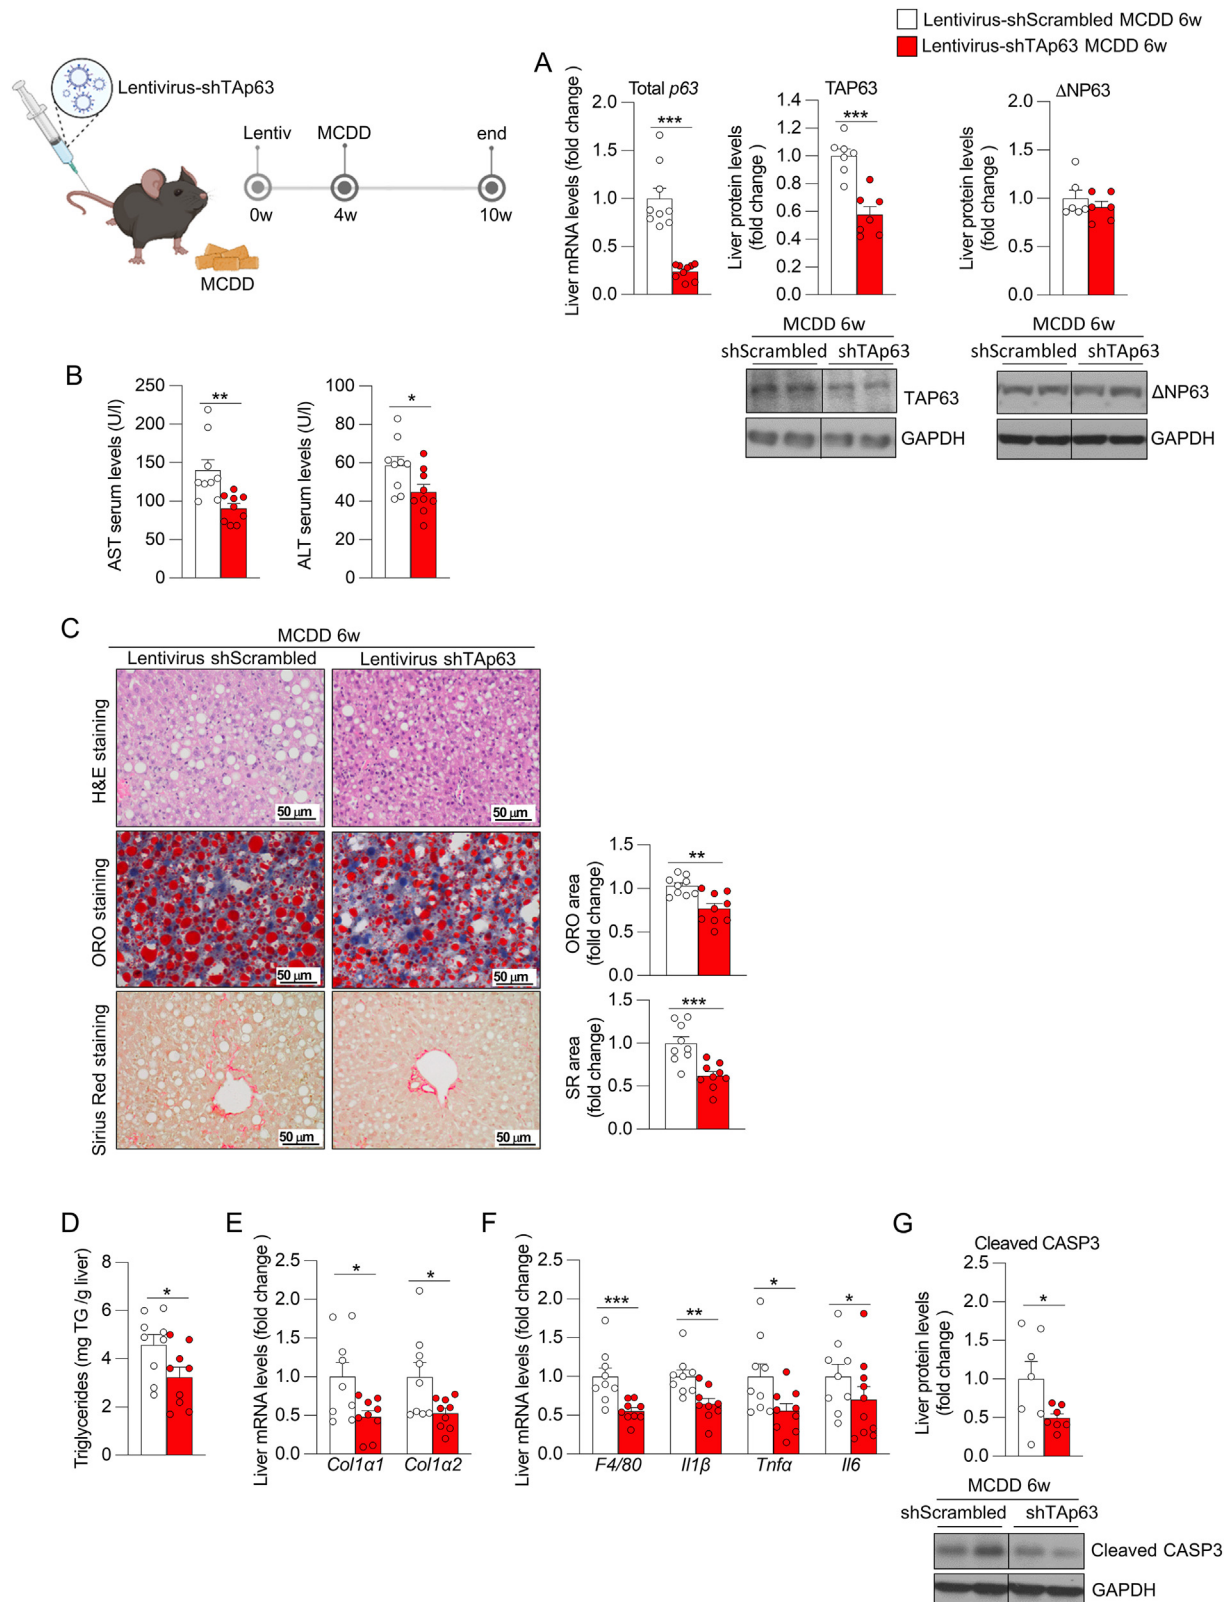 Lentivirus-shScrambled MCDD 6w
Lentivirus-shTAp63 MCDD 6w
Lentivirus-shTAp63
Lentiv MCDD end
0w 4w 10w
MCDD
A
Total p63
Liver mRNA levels (fold change )
2.0
1.5
1.0
0.5
0.0
***
TAP63
Liver protein levels
(fold change )
1.4
1.2
1.0
0.8
0.6
0.4
0.2
0.0
***
MCDD 6w
shScrambled shTAp63
TAP63
GAPDH
ΔNP63
Liver protein levels
(fold change )
2.0
1.5
1.0
0.5
0.0
MCDD 6w
shScrambled shTAp63
ΔNP63
GAPDH
B
AST serum levels (U/l)
250
200
150
100
50
0
**
ALT serum levels (U/l)
100
80
60
40
20
0
*
C
MCDD 6w
Lentivirus shScrambled Lentivirus shTAp63
H&E staining
50 µm 50 µm
ORO staining
50 µm 50 µm
Sirius Red staining
50 µm 50 µm
ORO area
(fold change)
1.5
1.0
0.5
0.0
**
SR area
(fold change)
1.5
1.0
0.5
0.0
***
D
Triglycerides (mg TG /g liver)
8
6
4
2
0
*
E
Liver mRNA levels (fold change )
2.5
2.0
1.5
1.0
0.5
0.0
* *
Col1α1 Col1α2
F
Liver mRNA levels (fold change )
2.5
2.0
1.5
1.0
0.5
0.0
*** ** * *
F4/80 Il1β Tnfα Il6
G
Cleaved CASP3
Liver protein levels
(fold change )
2.5
2.0
1.5
1.0
0.5
0.0
*
MCDD 6w
shScrambled shTAp63
Cleaved CASP3
GAPDH